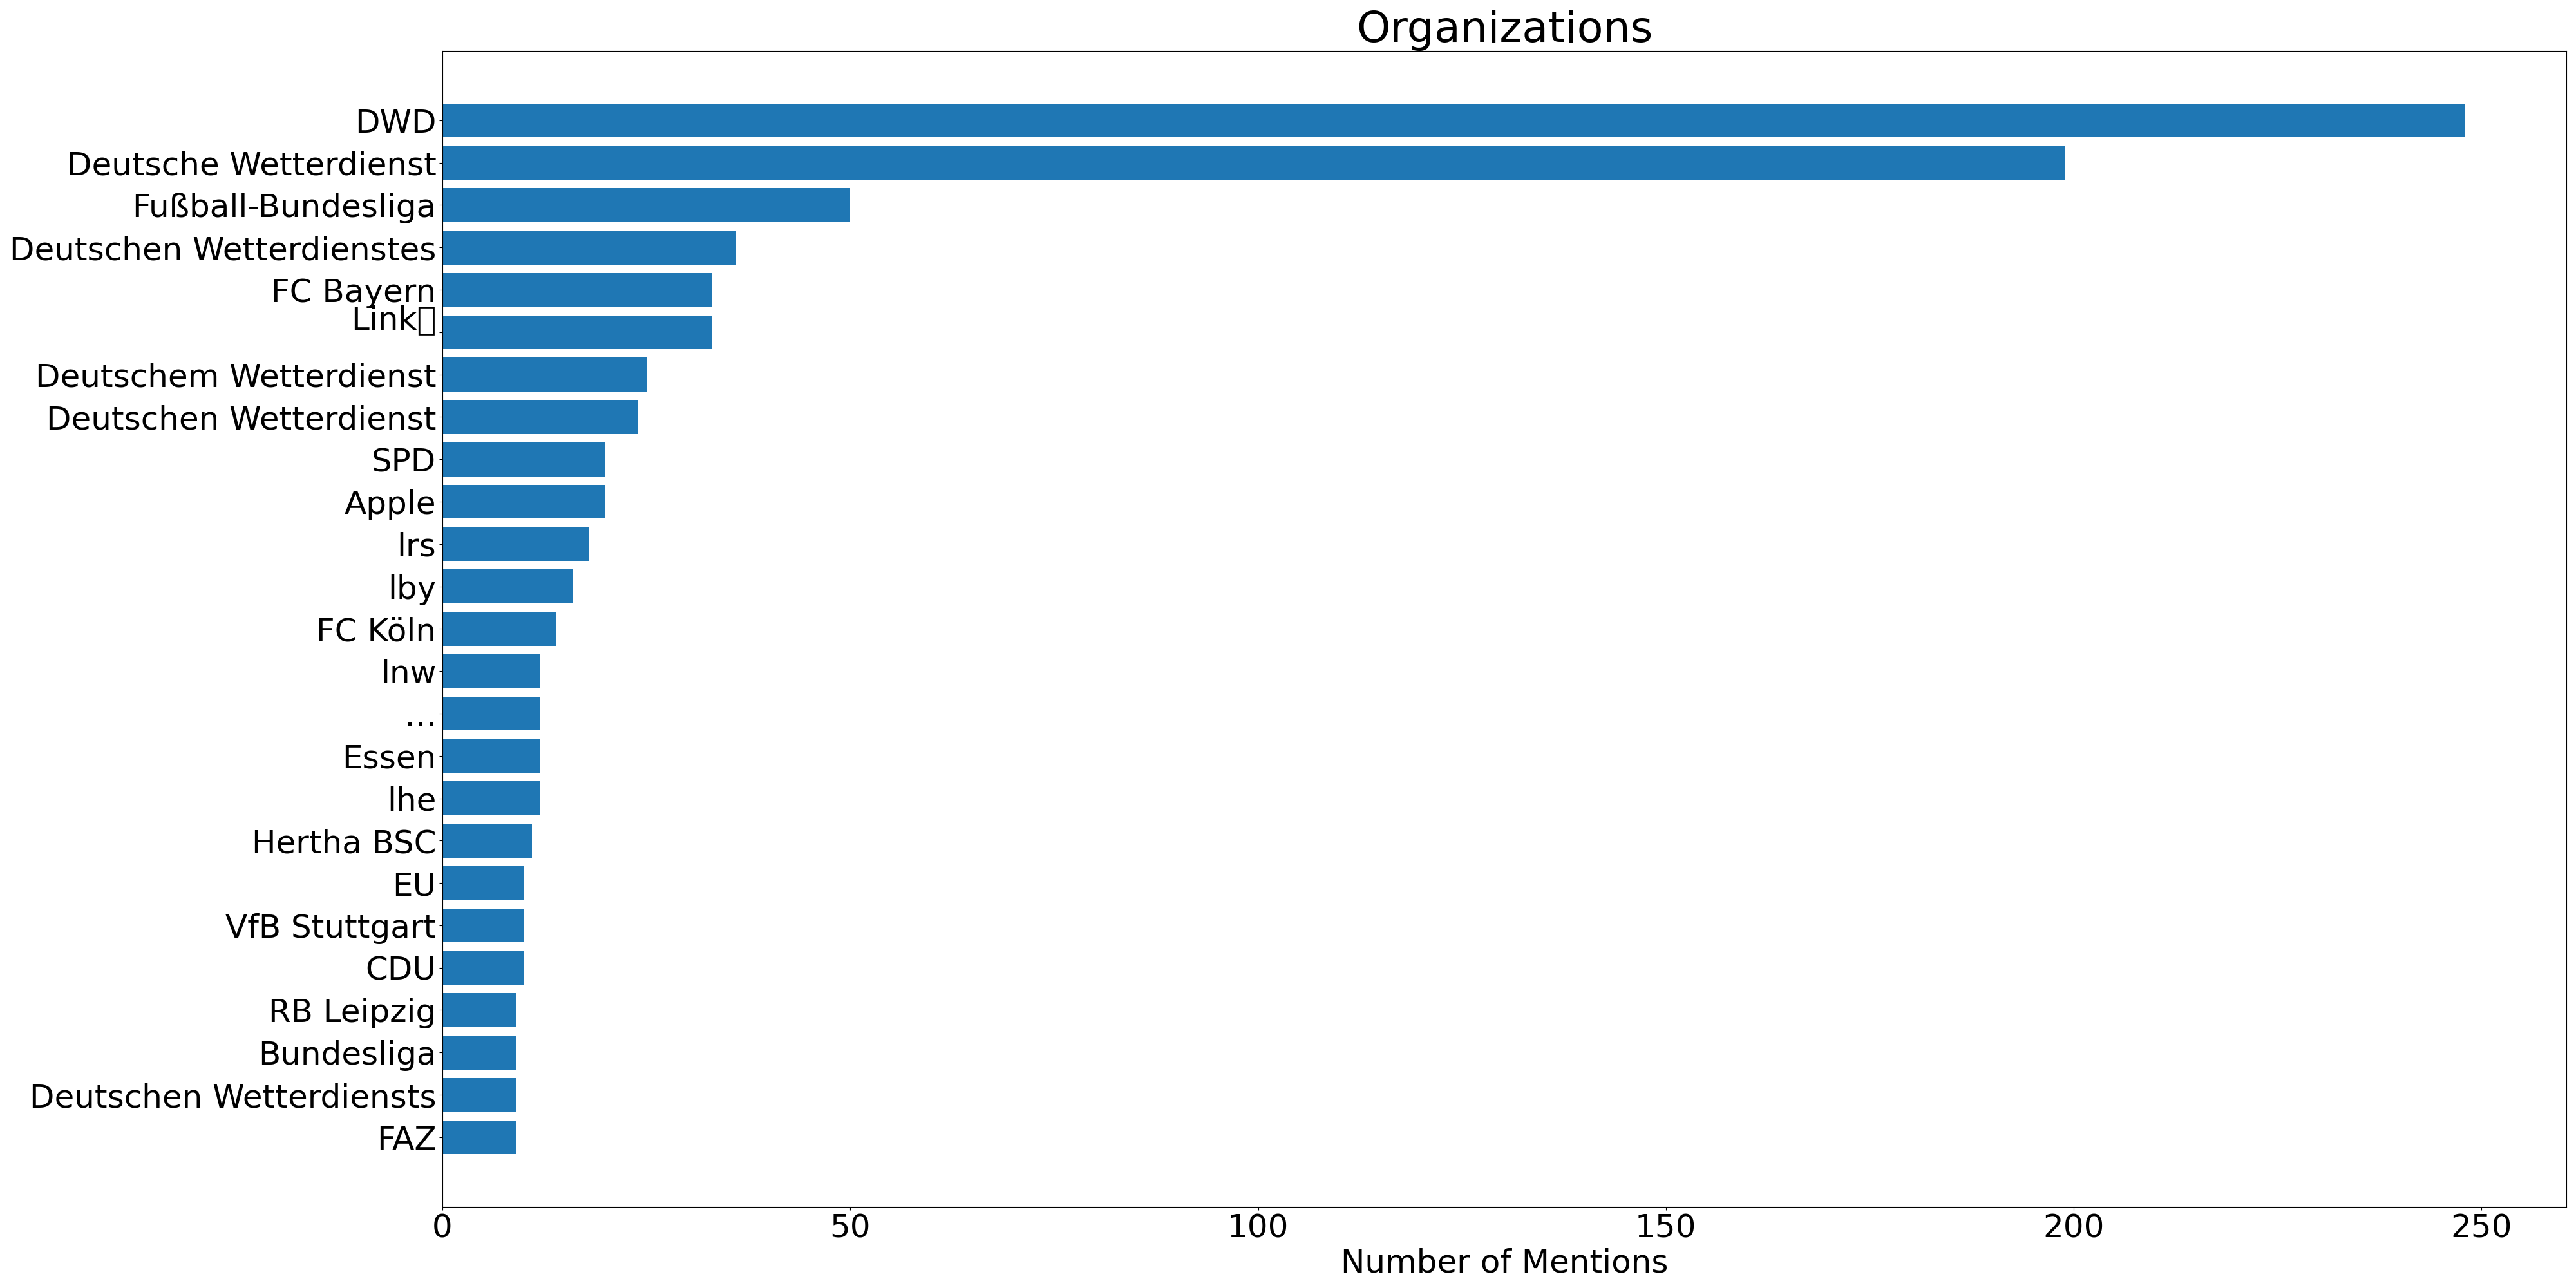 Organizations
DWD
Deutsche Wetterdienst
Fußball-Bundesliga
Deutschen Wetterdienstes
FC Bayern
Link▯
Deutschem Wetterdienst
Deutschen Wetterdienst
SPD
Apple
lrs
lby
FC Köln
lnw
…
Essen
lhe
Hertha BSC
EU
VfB Stuttgart
CDU
RB Leipzig
Bundesliga
Deutschen Wetterdiensts
FAZ
0 50 100 150 200 250
Number of Mentions